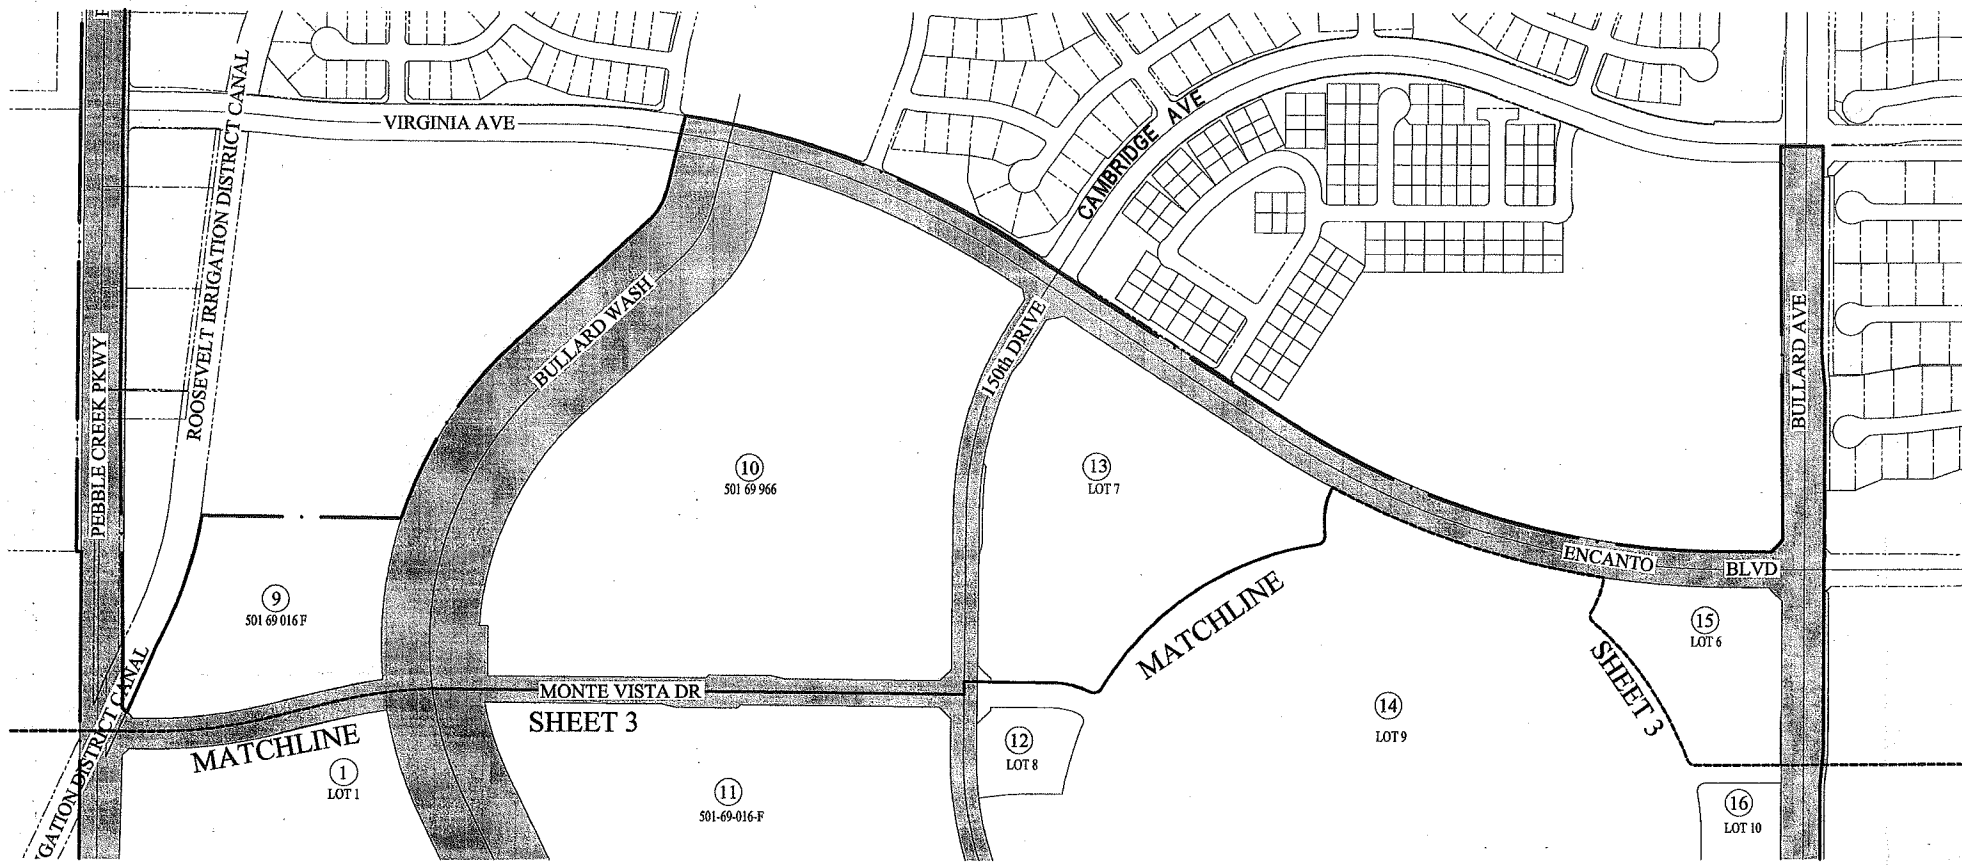 VIRGINIA AVE
CAMBRIDGE AVE
ROOSEVELT IRRIGATION DISTRICT CANAL
PEBBLE CREEK PKWY
BULLARD WASH
150th DRIVE
BULLARD AVE
10
501 69 966
13
LOT 7
ENCANTO BLVD
9
501 69 016 F
MATCHLINE
SHEET 3
15
LOT 6
MONTE VISTA DR
SHEET 3
MATCHLINE
14
LOT 9
12
LOT 8
1
LOT 1
11
501-69-016-F
16
LOT 10
IGATION DISTRICT CANAL